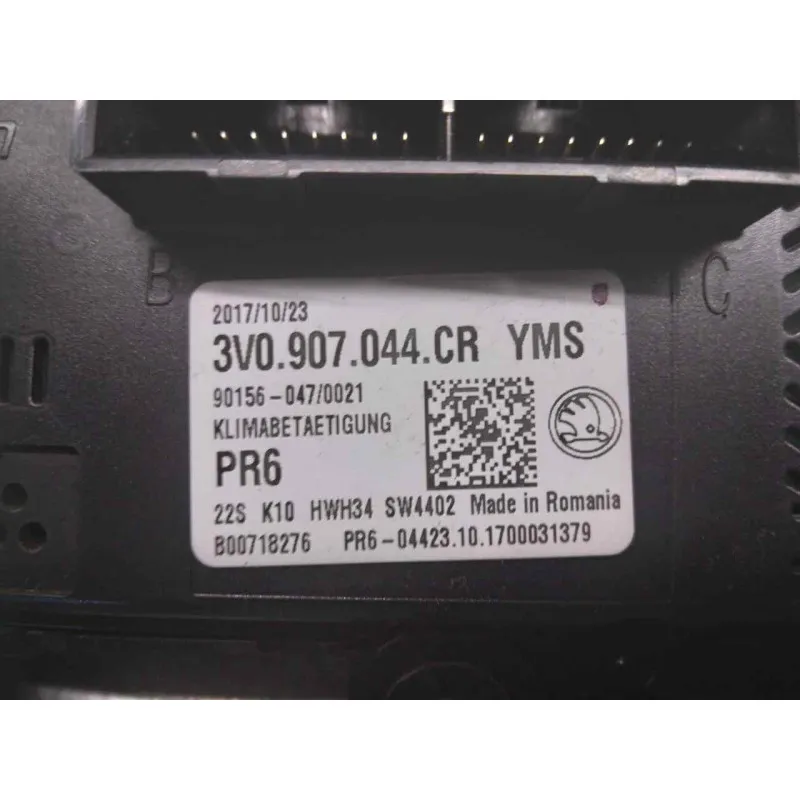 B
C
2017/10/23
3V0.907.044.CR YMS
90156-047/0021
KLIMABETAETIGUNG
PR6
22S K10 HWH34 SW4402 Made in Romania
B00718276 PR6-04423.10.1700031379